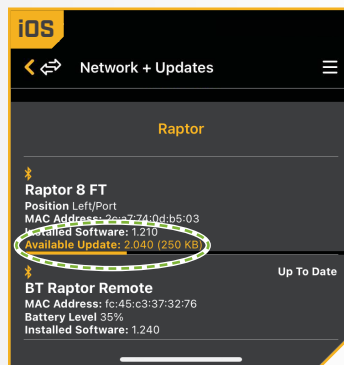 iOS
Network + Updates
Raptor
Raptor 8 FT
Position Left/Port
MAC Address: 2c:a7:74:0d:b5:03
Installed Software: 1.210
Available Update: 2.040 (250 KB)
Up To Date
BT Raptor Remote
MAC Address: fc:45:c3:37:32:76
Battery Level 35%
Installed Software: 1.240